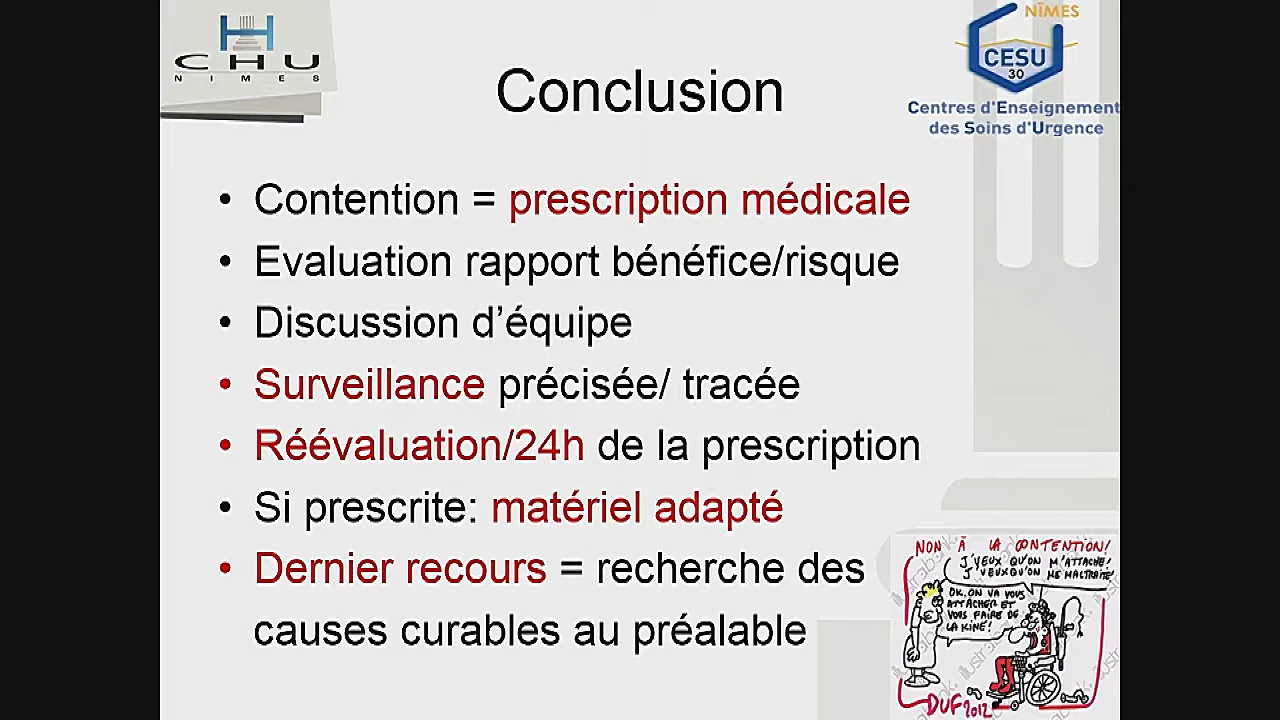 CHU
NIMES
NÎMES
CESU
30
Centres d'Enseignement
des Soins d'Urgence
Conclusion
• Contention = prescription médicale
• Evaluation rapport bénéfice/risque
• Discussion d’équipe
• Surveillance précisée/ tracée
• Réévaluation/24h de la prescription
• Si prescrite: matériel adapté
• Dernier recours = recherche des
causes curables au préalable
NON À LA CONTENTION!
J'VEUX QU'ON M'ATTACHE!
J'VEUX QU'ON ME MALTRAITE
OK, ON VA VOUS
ATTACHER ET
VOUS FAIRE DE
LA KINÉ!
DUF 2012